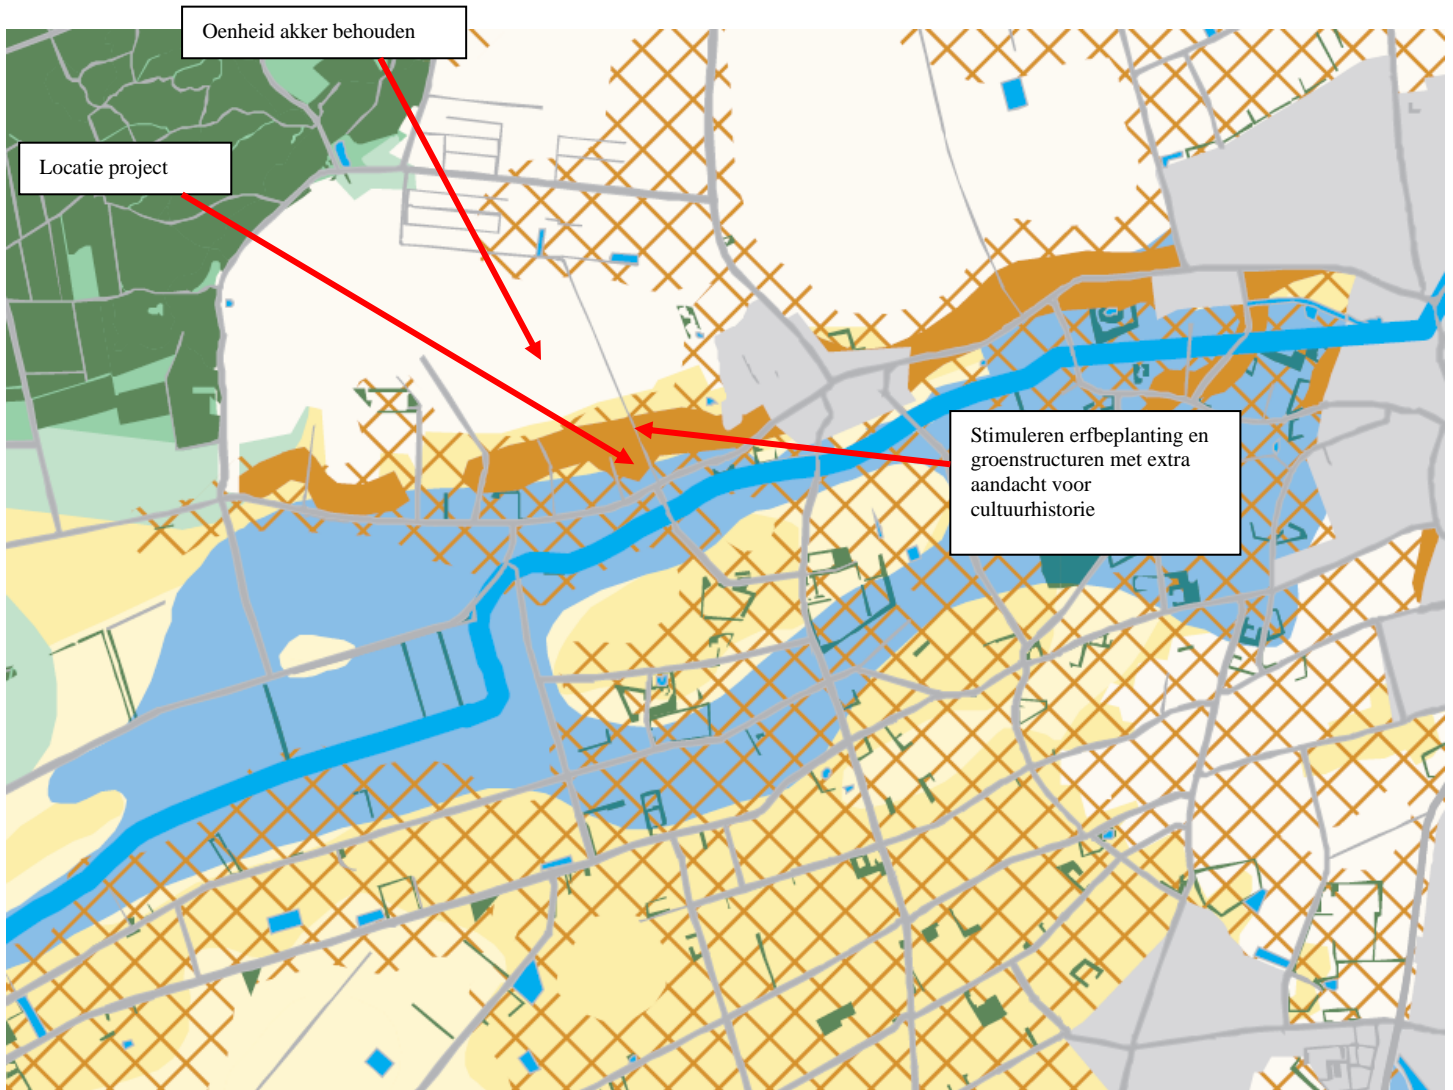 Oenheid akker behouden
Locatie project
Stimuleren erfbeplanting en
groenstructuren met extra
aandacht voor
cultuurhistorie